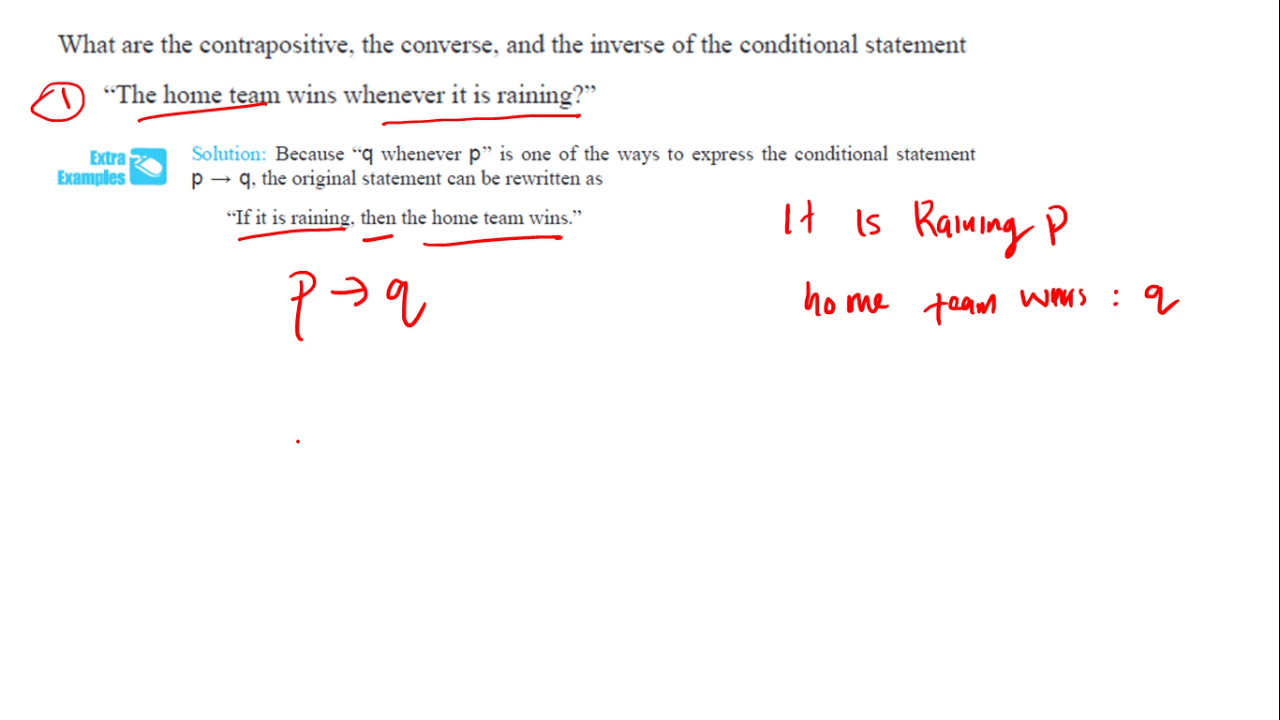 What are the contrapositive, the converse, and the inverse of the conditional statement
1 “The home team wins whenever it is raining?”
Extra Examples
Solution: Because “q whenever p” is one of the ways to express the conditional statement
p → q, the original statement can be rewritten as
“If it is raining, then the home team wins.”
It Is Raining p
p → q
home team wins : q